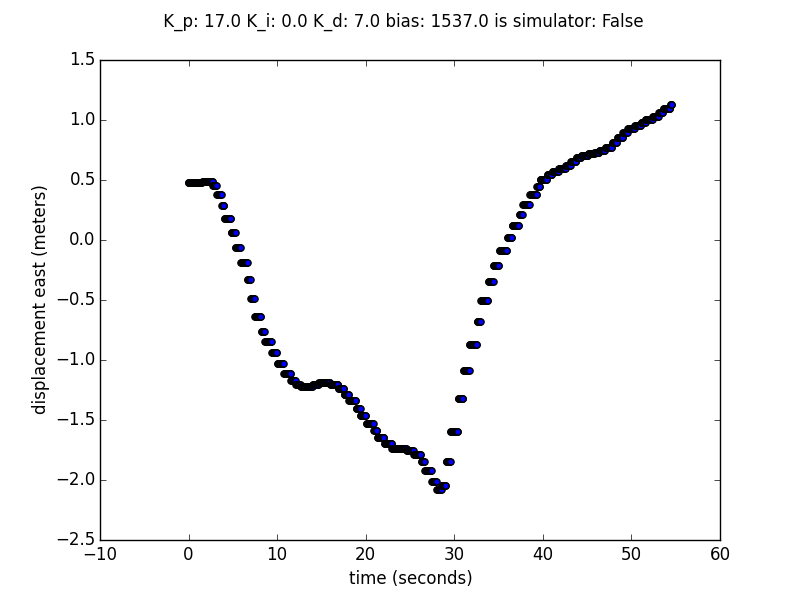 K_p: 17.0 K_i: 0.0 K_d: 7.0 bias: 1537.0 is simulator: False
1.5
1.0
0.5
0.0
−0.5
−1.0
−1.5
−2.0
−2.5
displacement east (meters)
−10 0 10 20 30 40 50 60
time (seconds)